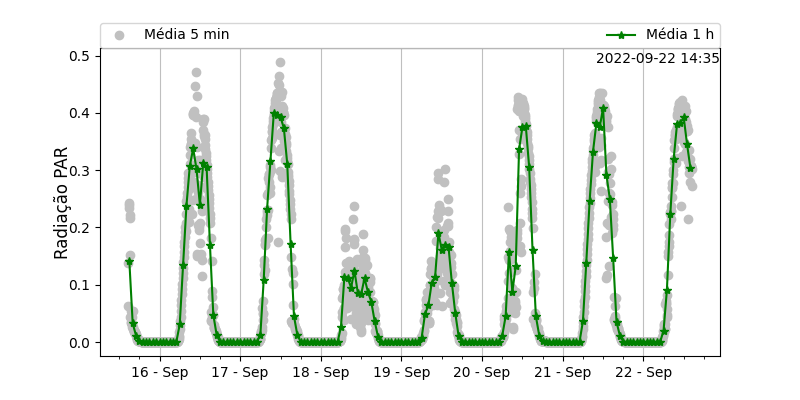 Média 5 min
Média 1 h
2022-09-22 14:35
Radiação PAR
0.5
0.4
0.3
0.2
0.1
0.0
16 - Sep
17 - Sep
18 - Sep
19 - Sep
20 - Sep
21 - Sep
22 - Sep